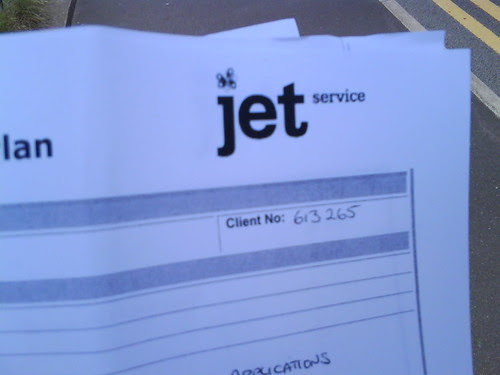 jet service
lan
Client No: 613265
APPLICATIONS